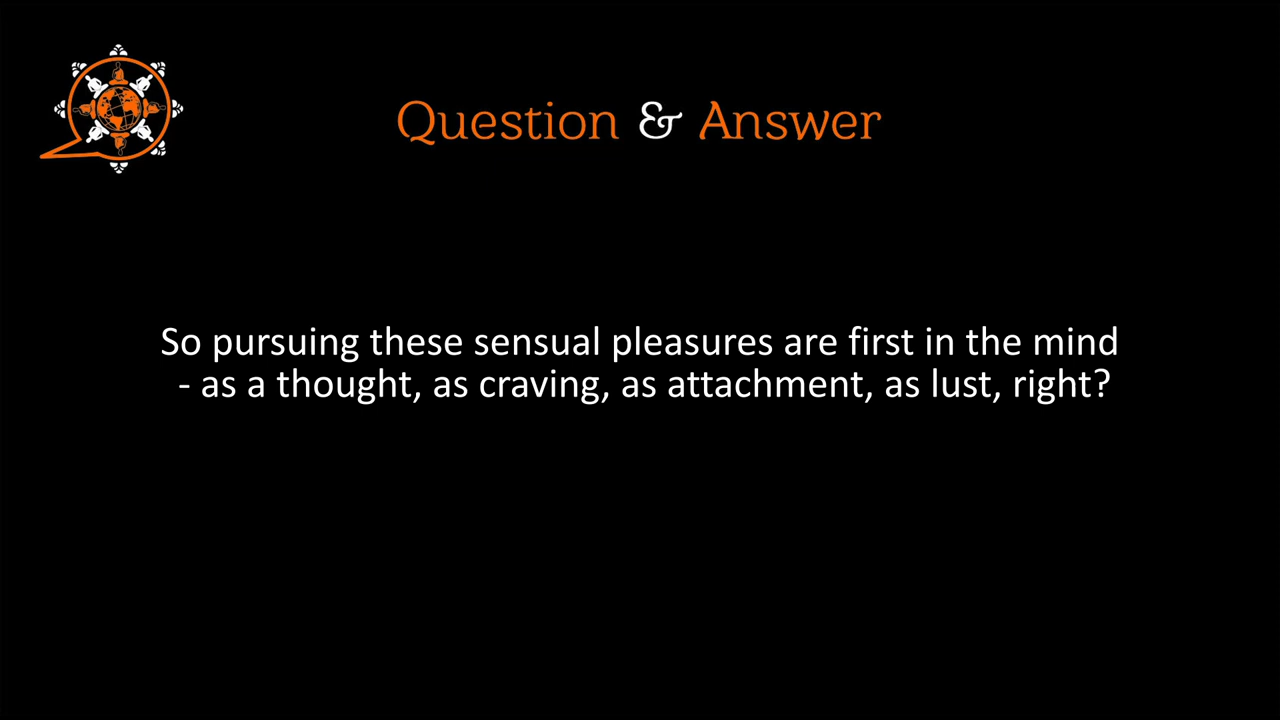 Question & Answer
So pursuing these sensual pleasures are first in the mind
- as a thought, as craving, as attachment, as lust, right?